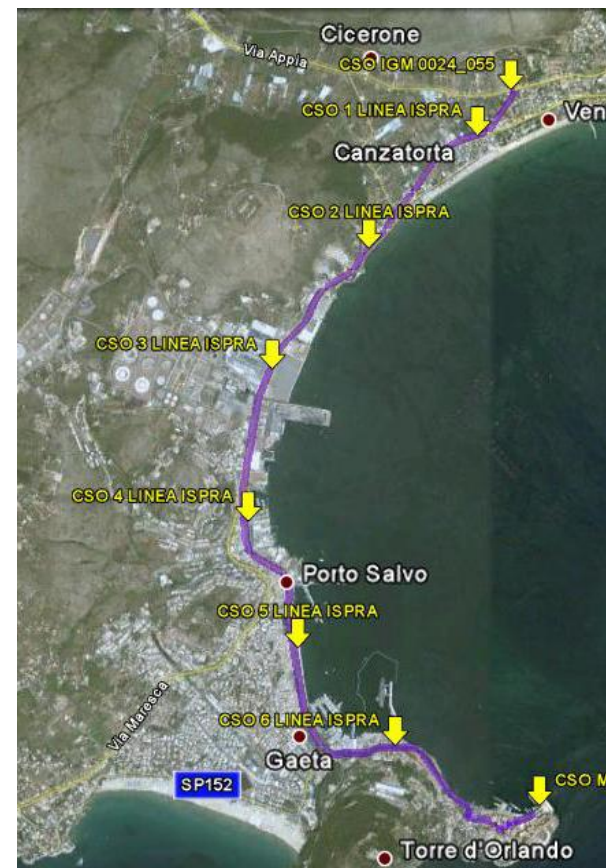 Cicerone
Via Appia
CSO IGM 0024_055
CSO 1 LINEA ISPRA
Ven
Canzatorta
CSO 2 LINEA ISPRA
CSO 3 LINEA ISPRA
CSO 4 LINEA ISPRA
Porto Salvo
CSO 5 LINEA ISPRA
Via Maresca
CSO 6 LINEA ISPRA
Gaeta
SP152
CSO M
Torre d'Orlando